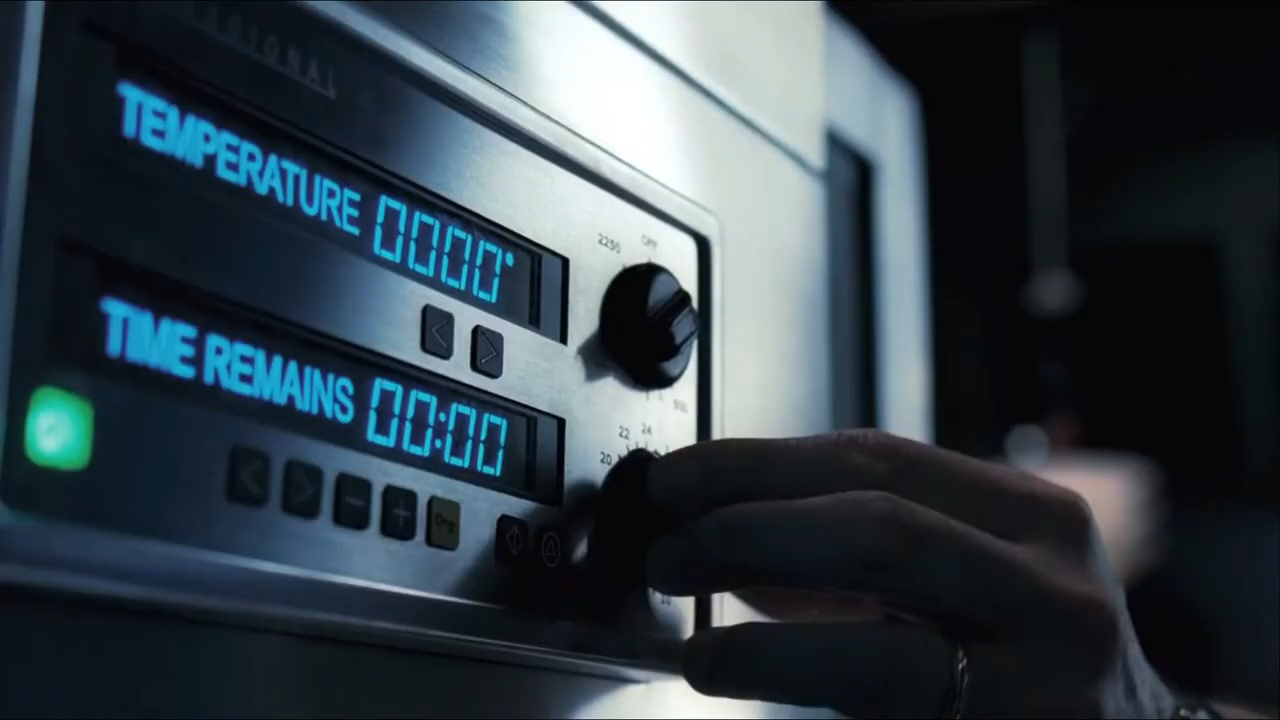 TEMPERATURE 0000°
TIME REMAINS 00:00
2250 OFF
24
22
20